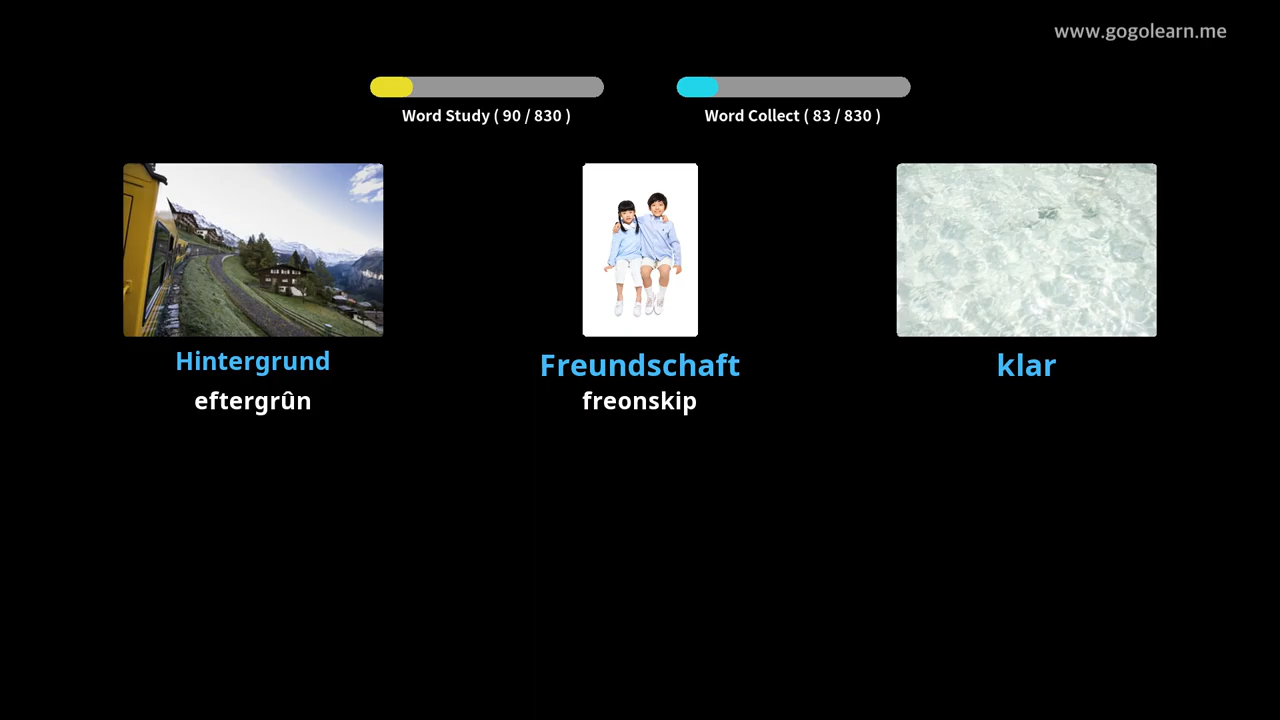 www.gogolearn.me
Word Study ( 90 / 830 )
Word Collect ( 83 / 830 )
Hintergrund
eftergrûn
Freundschaft
freonskip
klar